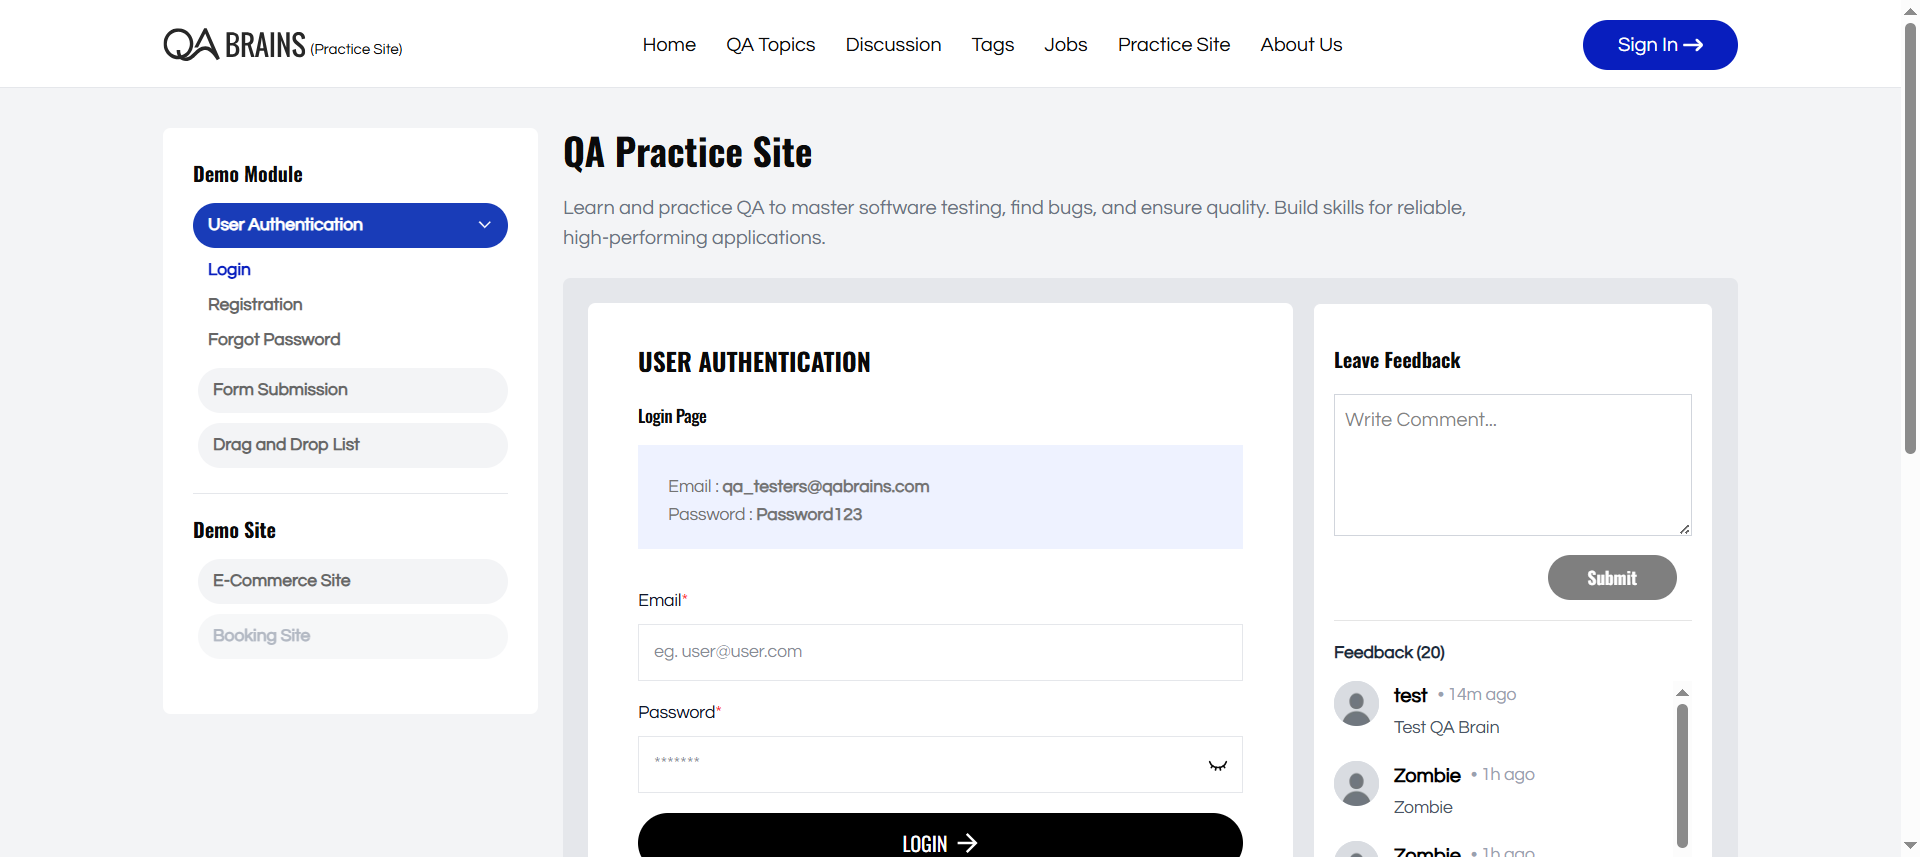 QA BRAINS (Practice Site)
Home QA Topics Discussion Tags Jobs Practice Site About Us
Sign In
Demo Module
User Authentication
Login
Registration
Forgot Password
Form Submission
Drag and Drop List
Demo Site
E-Commerce Site
Booking Site
QA Practice Site
Learn and practice QA to master software testing, find bugs, and ensure quality. Build skills for reliable,
high-performing applications.
USER AUTHENTICATION
Login Page
Email : qa_testers@qabrains.com
Password : Password123
Email*
eg. user@user.com
Password*
*******
LOGIN
Leave Feedback
Write Comment...
Submit
Feedback (20)
test • 14m ago
Test QA Brain
Zombie • 1h ago
Zombie
Zombie • 1h ago